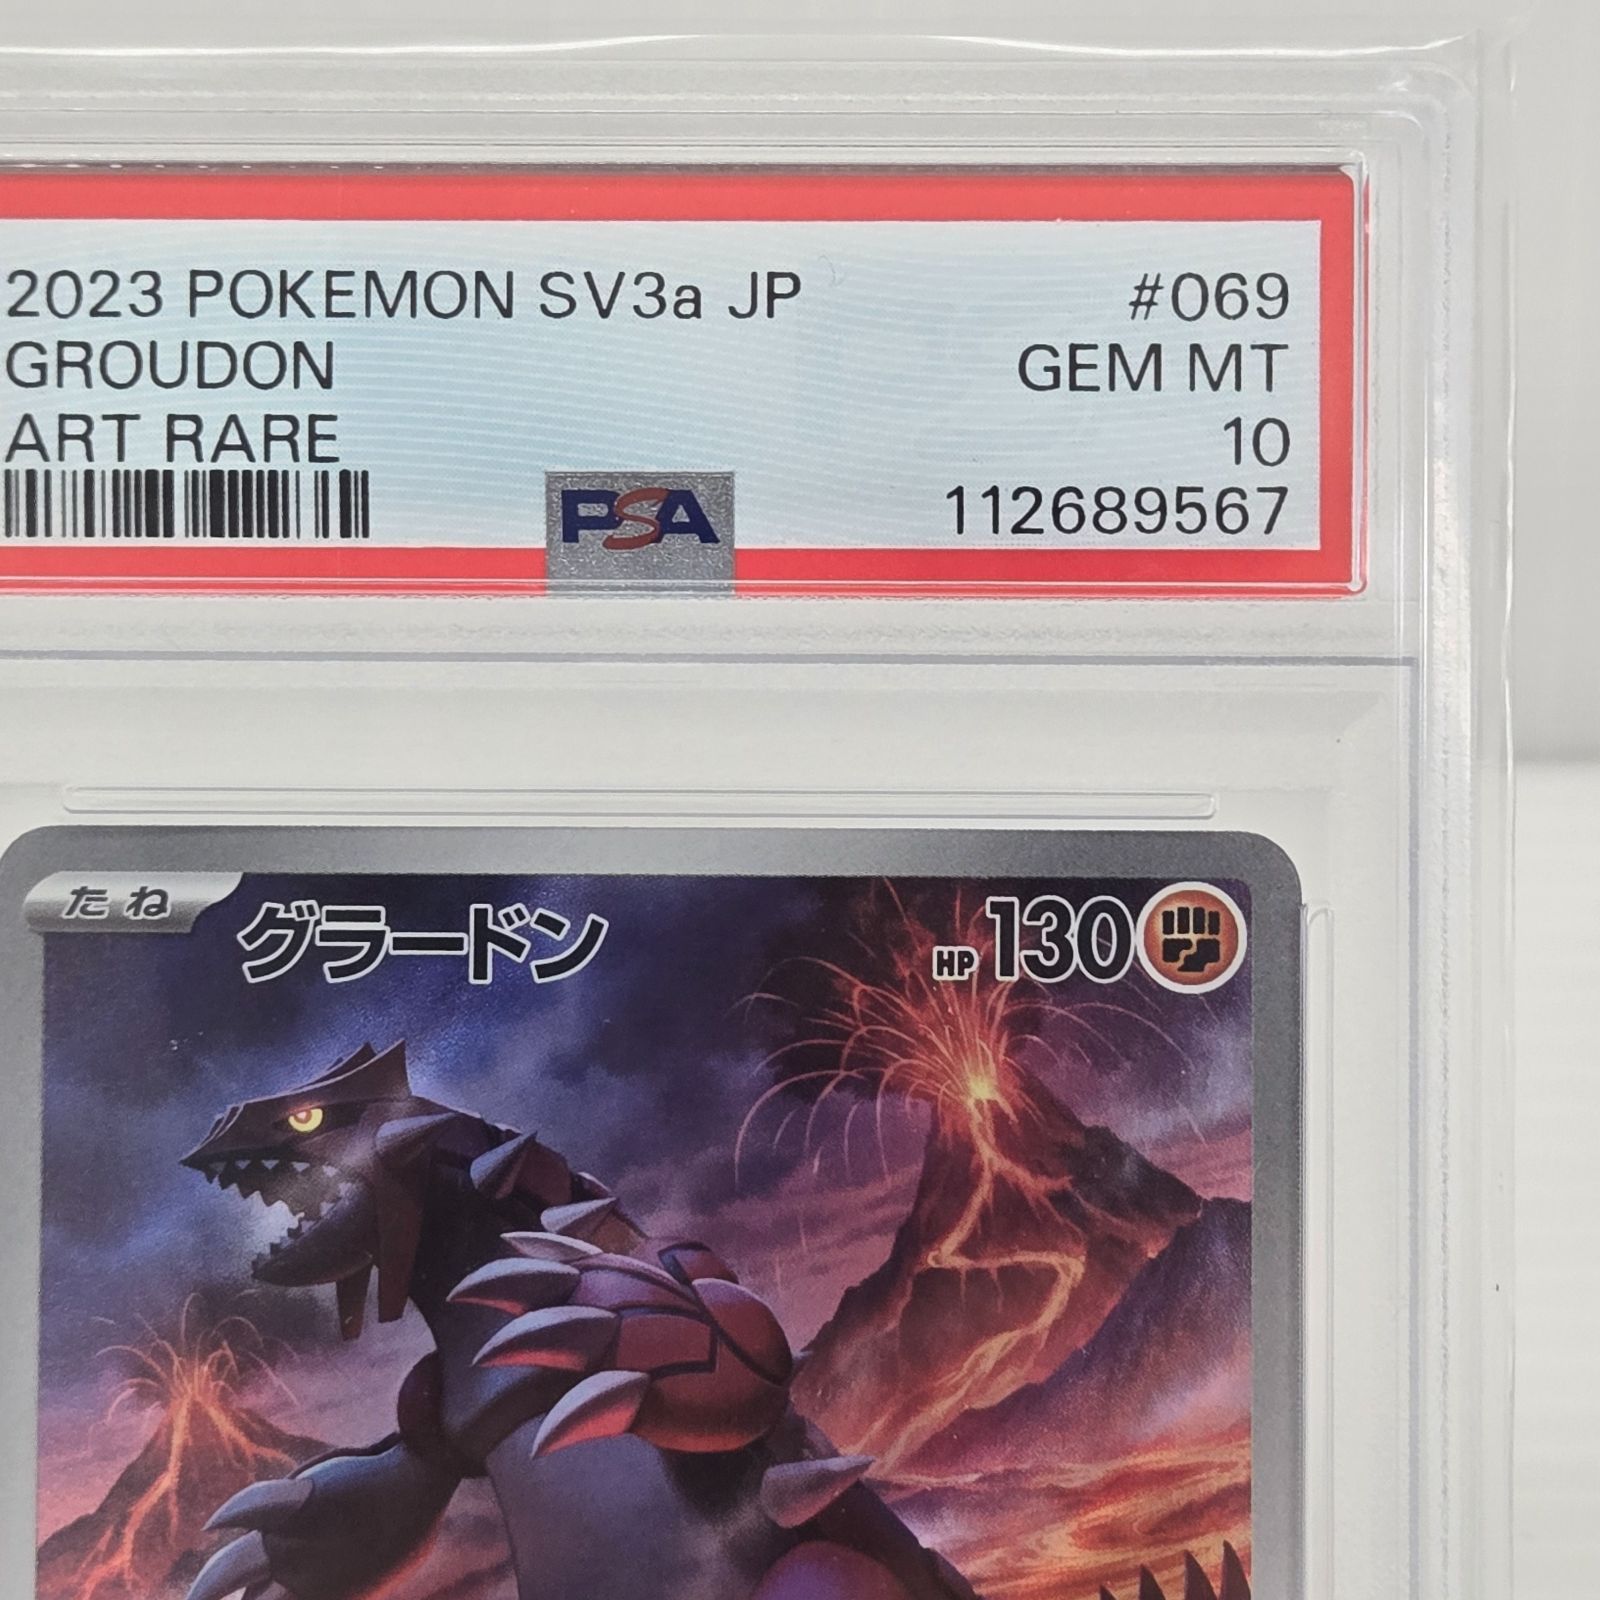 2023 POKEMON SV3a JP #069
GROUDON GEM MT
ART RARE 10
PSA 112689567
たね グラードン HP 130